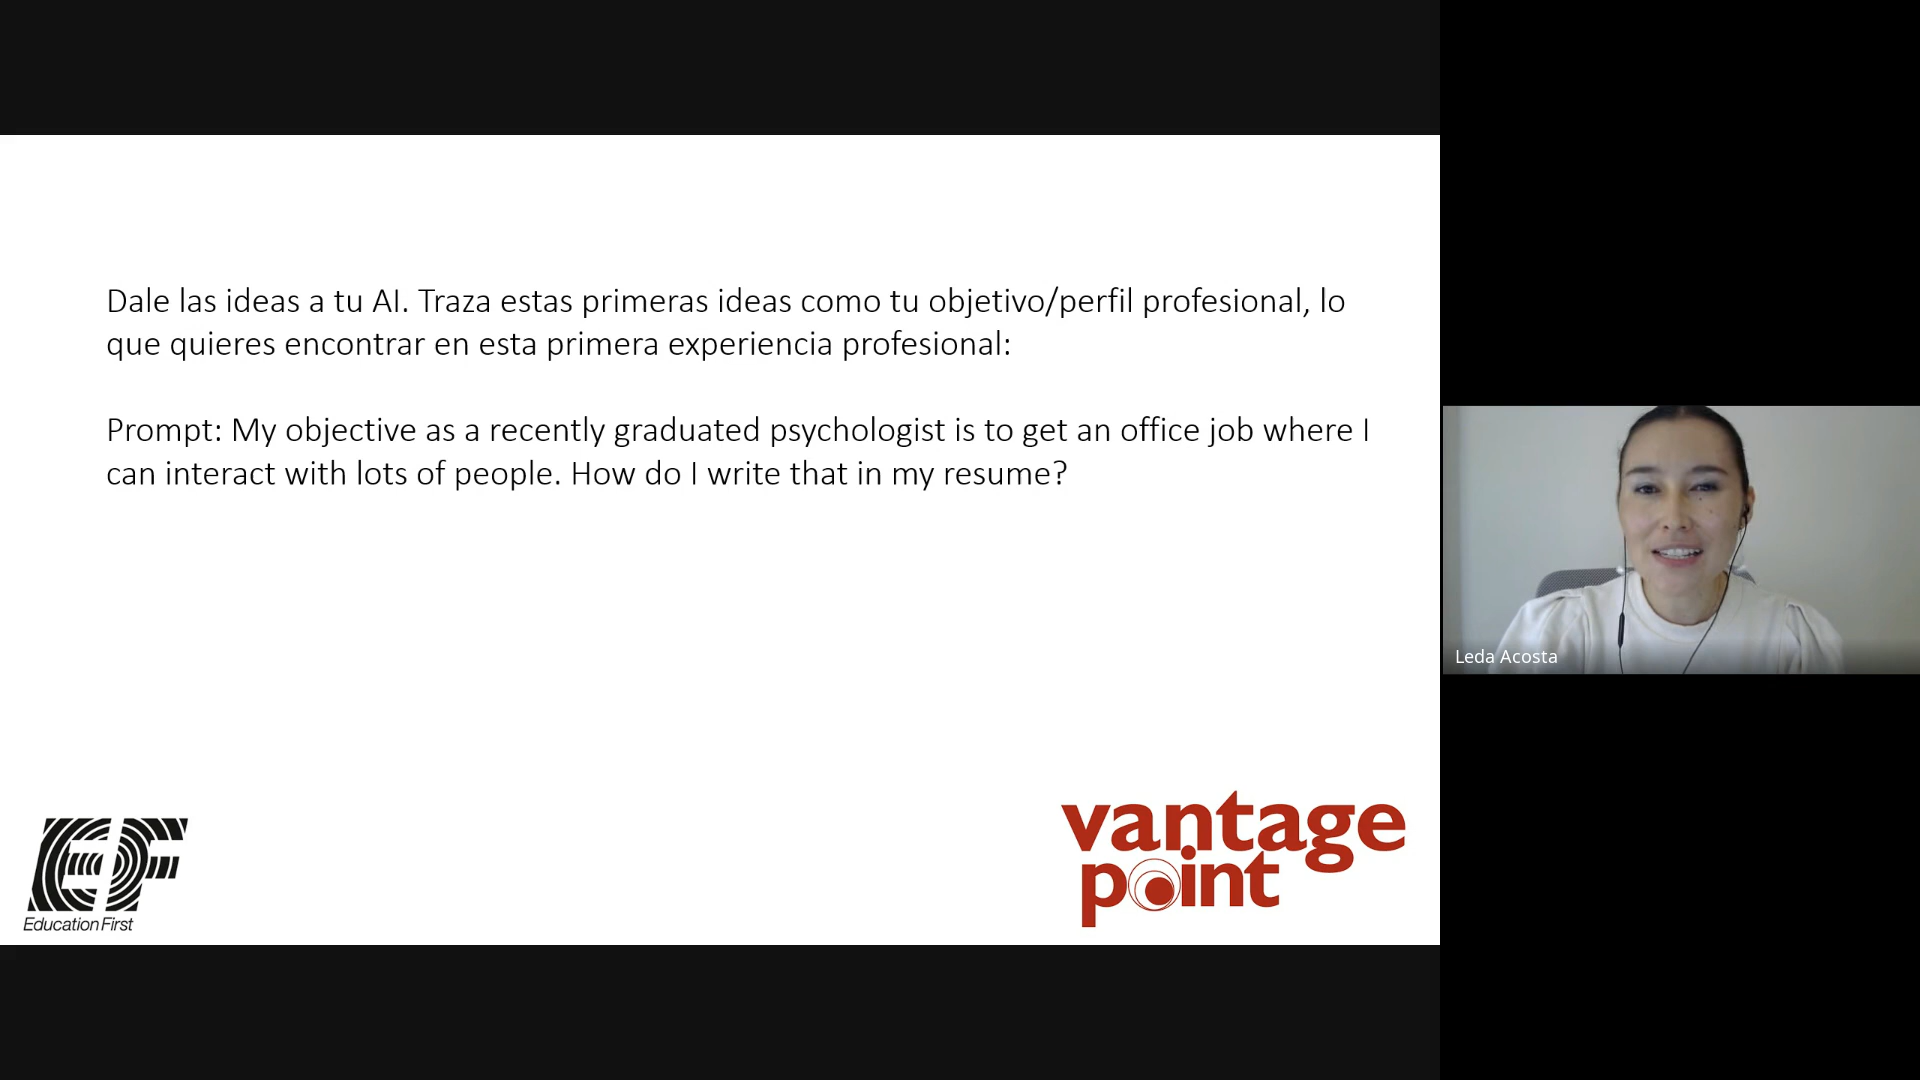 Dale las ideas a tu AI. Traza estas primeras ideas como tu objetivo/perfil profesional, lo
que quieres encontrar en esta primera experiencia profesional:
Prompt: My objective as a recently graduated psychologist is to get an office job where I
can interact with lots of people. How do I write that in my resume?
Leda Acosta
EF
Education First
vantage
point